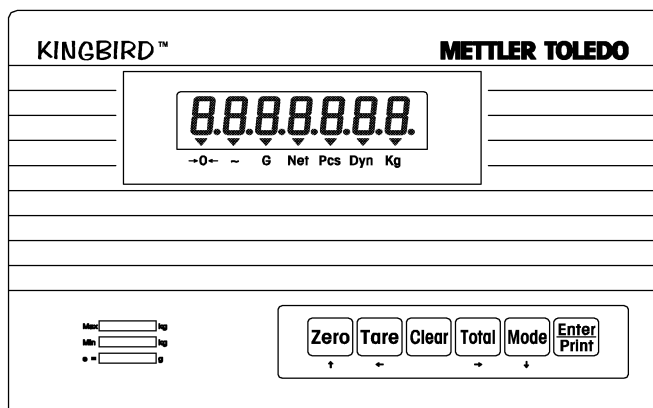 KINGBIRD™ METTLER TOLEDO
8.8.8.8.8.8.8.
→0← ~ G Net Pcs Dyn Kg
Max kg
Min kg
e = g
Zero Tare Clear Total Mode Enter Print
↑ ← → ↓